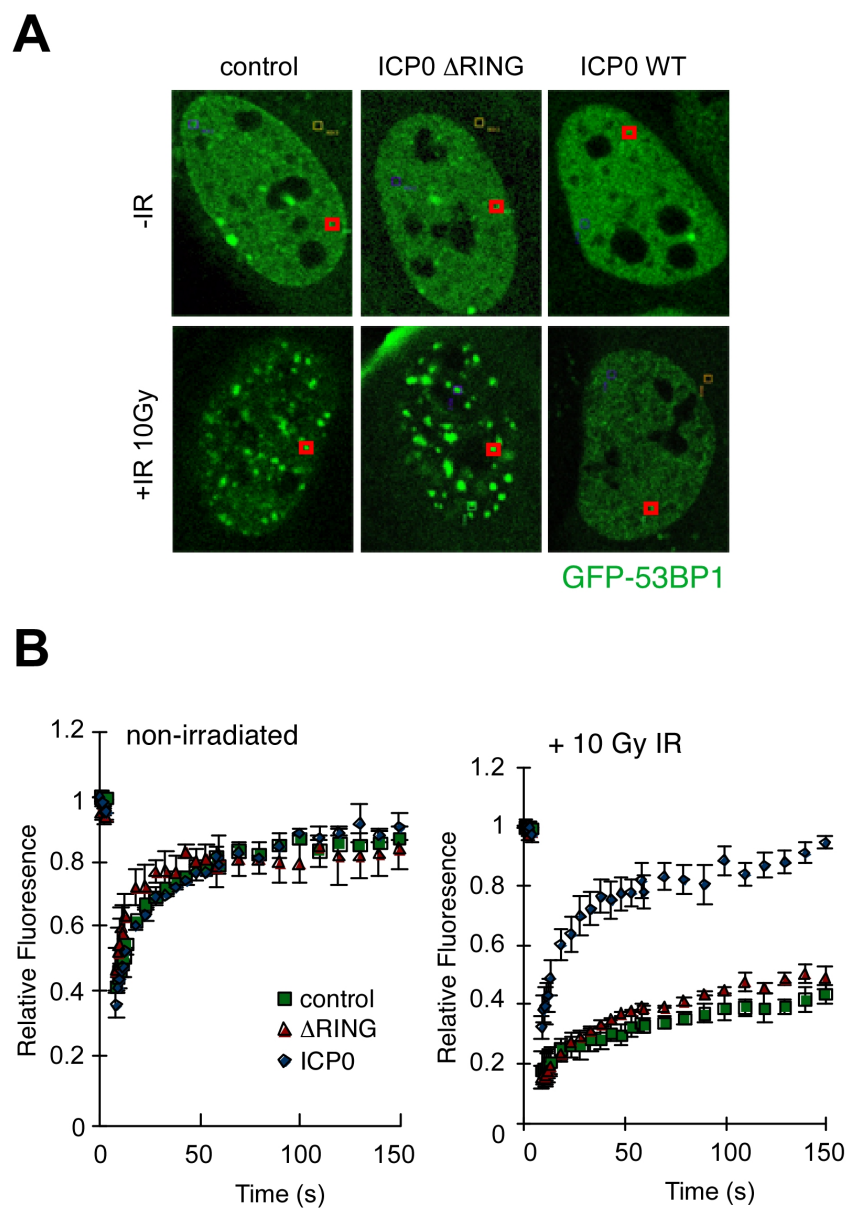 A
control ICP0 ΔRING ICP0 WT
-IR
+IR 10Gy
GFP-53BP1
B
non-irradiated
1.2
1
0.8
0.6
0.4
0.2
0
Relative Fluoresence
control
ΔRING
ICP0
0 50 100 150
Time (s)
+ 10 Gy IR
1.2
1
0.8
0.6
0.4
0.2
0
Relative Fluoresence
0 50 100 150
Time (s)